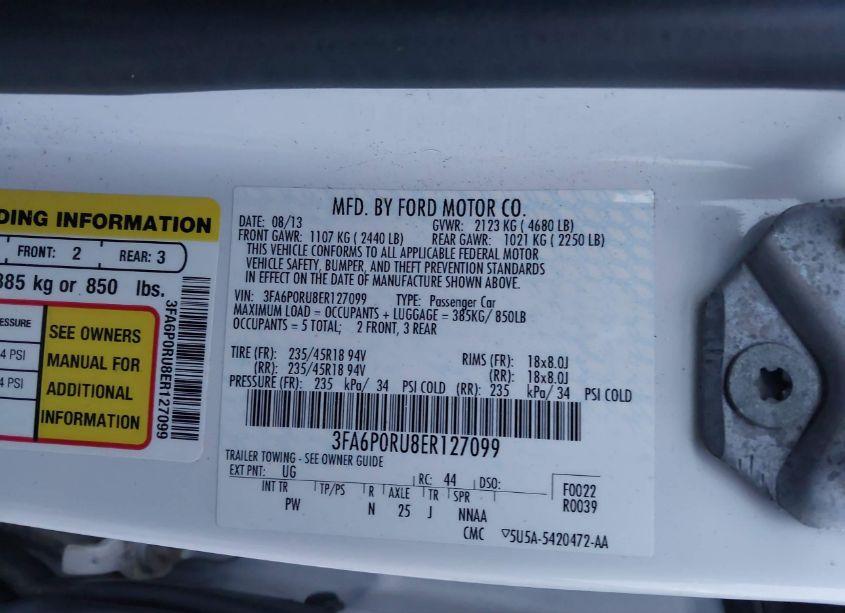 DING INFORMATION
FRONT: 2 REAR: 3
385 kg or 850 lbs.
PRESSURE
4 PSI
4 PSI
SEE OWNERS
MANUAL FOR
ADDITIONAL
INFORMATION
3FA6P0RU8ER127099
MFD. BY FORD MOTOR CO.
DATE: 08/13 GVWR: 2123 KG ( 4680 LB)
FRONT GAWR: 1107 KG ( 2440 LB) REAR GAWR: 1021 KG ( 2250 LB)
THIS VEHICLE CONFORMS TO ALL APPLICABLE FEDERAL MOTOR
VEHICLE SAFETY, BUMPER, AND THEFT PREVENTION STANDARDS
IN EFFECT ON THE DATE OF MANUFACTURE SHOWN ABOVE.
VIN: 3FA6P0RU8ER127099 TYPE: Passenger Car
MAXIMUM LOAD = OCCUPANTS + LUGGAGE = 385KG/ 850LB
OCCUPANTS = 5 TOTAL; 2 FRONT, 3 REAR
TIRE (FR): 235/45R18 94V RIMS (FR): 18x8.0J
(RR): 235/45R18 94V (RR): 18x8.0J
PRESSURE (FR): 235 kPa/ 34 PSI COLD (RR): 235 kPa/ 34 PSI COLD
3FA6P0RU8ER127099
TRAILER TOWING - SEE OWNER GUIDE
EXT PNT: UG RC: 44 DSO: F0022
R0039
INT TR TP/PS R AXLE TR SPR
PW N 25 J NNAA
CMC 5U5A-5420472-AA